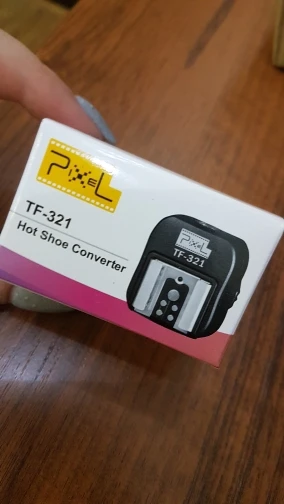 PIXEL
TF-321
Hot Shoe Converter
PIXEL
TF-321